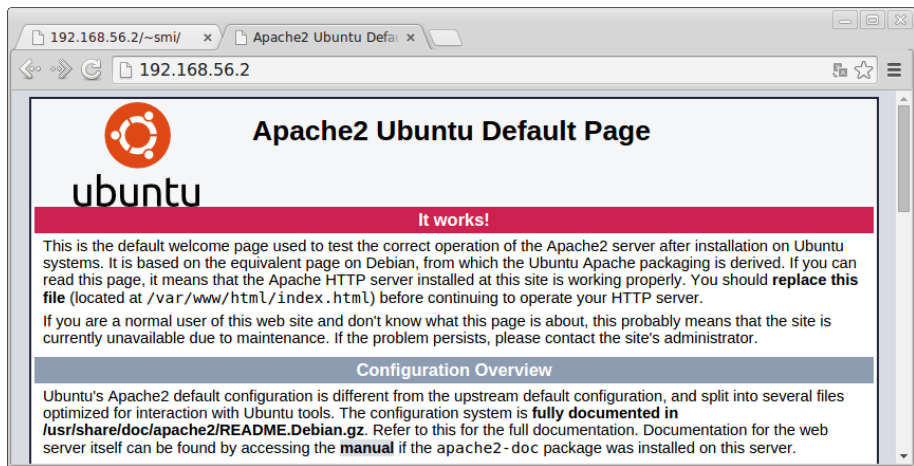 192.168.56.2/~smi/ x Apache2 Ubuntu Defau x
192.168.56.2
ubuntu
Apache2 Ubuntu Default Page
It works!
This is the default welcome page used to test the correct operation of the Apache2 server after installation on Ubuntu
systems. It is based on the equivalent page on Debian, from which the Ubuntu Apache packaging is derived. If you can
read this page, it means that the Apache HTTP server installed at this site is working properly. You should replace this
file (located at /var/www/html/index.html) before continuing to operate your HTTP server.
If you are a normal user of this web site and don't know what this page is about, this probably means that the site is
currently unavailable due to maintenance. If the problem persists, please contact the site's administrator.
Configuration Overview
Ubuntu's Apache2 default configuration is different from the upstream default configuration, and split into several files
optimized for interaction with Ubuntu tools. The configuration system is fully documented in
/usr/share/doc/apache2/README.Debian.gz. Refer to this for the full documentation. Documentation for the web
server itself can be found by accessing the manual if the apache2-doc package was installed on this server.